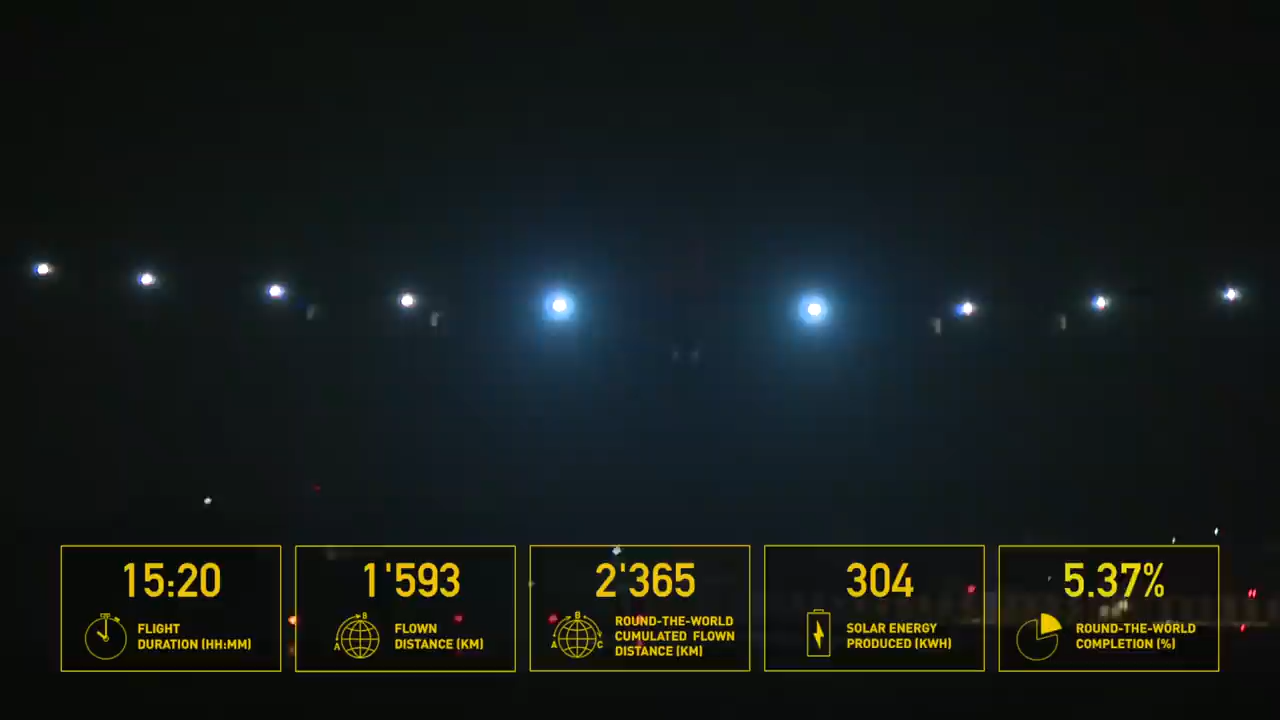 15:20
FLIGHT
DURATION (HH:MM)
1'593
FLOWN
DISTANCE (KM)
2'365
ROUND-THE-WORLD
CUMULATED FLOWN
DISTANCE (KM)
304
SOLAR ENERGY
PRODUCED (KWH)
5.37%
ROUND-THE-WORLD
COMPLETION (%)
A
B
A
B
C